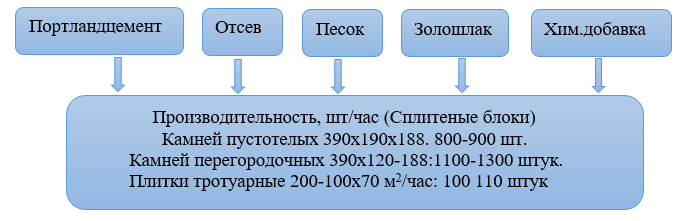 Портландцемент
Отсев
Песок
Золошлак
Хим.добавка
Производительность, шт/час (Сплитеные блоки)
Камней пустотелых 390х190х188. 800-900 шт.
Камней перегородочных 390х120-188:1100-1300 штук.
Плитки тротуарные 200-100х70 м²/час: 100 110 штук